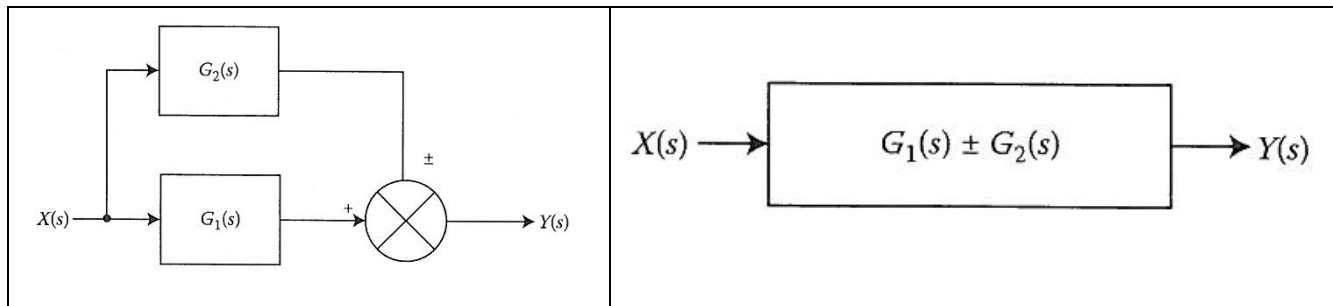 G₂(s)
±
X(s)
G₁(s)
+
Y(s)
X(s)
G₁(s) ± G₂(s)
Y(s)